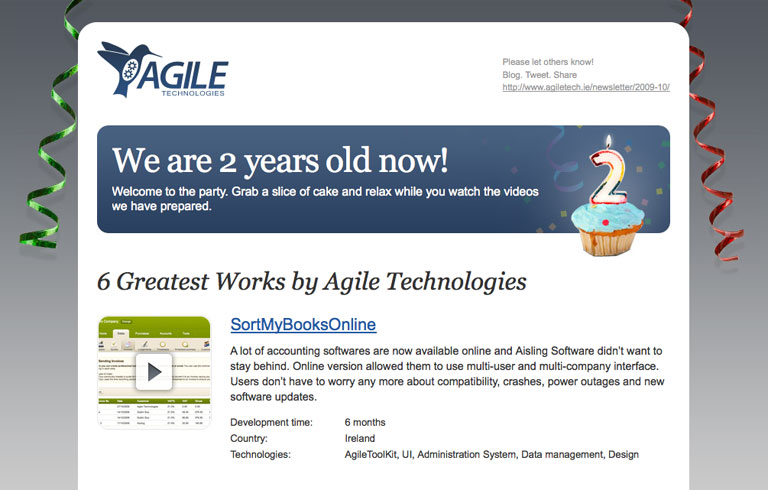 AGILE
TECHNOLOGIES
Please let others know!
Blog. Tweet. Share
http://www.agiletech.ie/newsletter/2009-10/
We are 2 years old now!
Welcome to the party. Grab a slice of cake and relax while you watch the videos
we have prepared.
2
6 Greatest Works by Agile Technologies
SortMyBooksOnline
A lot of accounting softwares are now available online and Aisling Software didn't want to
stay behind. Online version allowed them to use multi-user and multi-company interface.
Users don't have to worry any more about compatibility, crashes, power outages and new
software updates.
Development time: 6 months
Country: Ireland
Technologies: AgileToolKit, UI, Administration System, Data management, Design